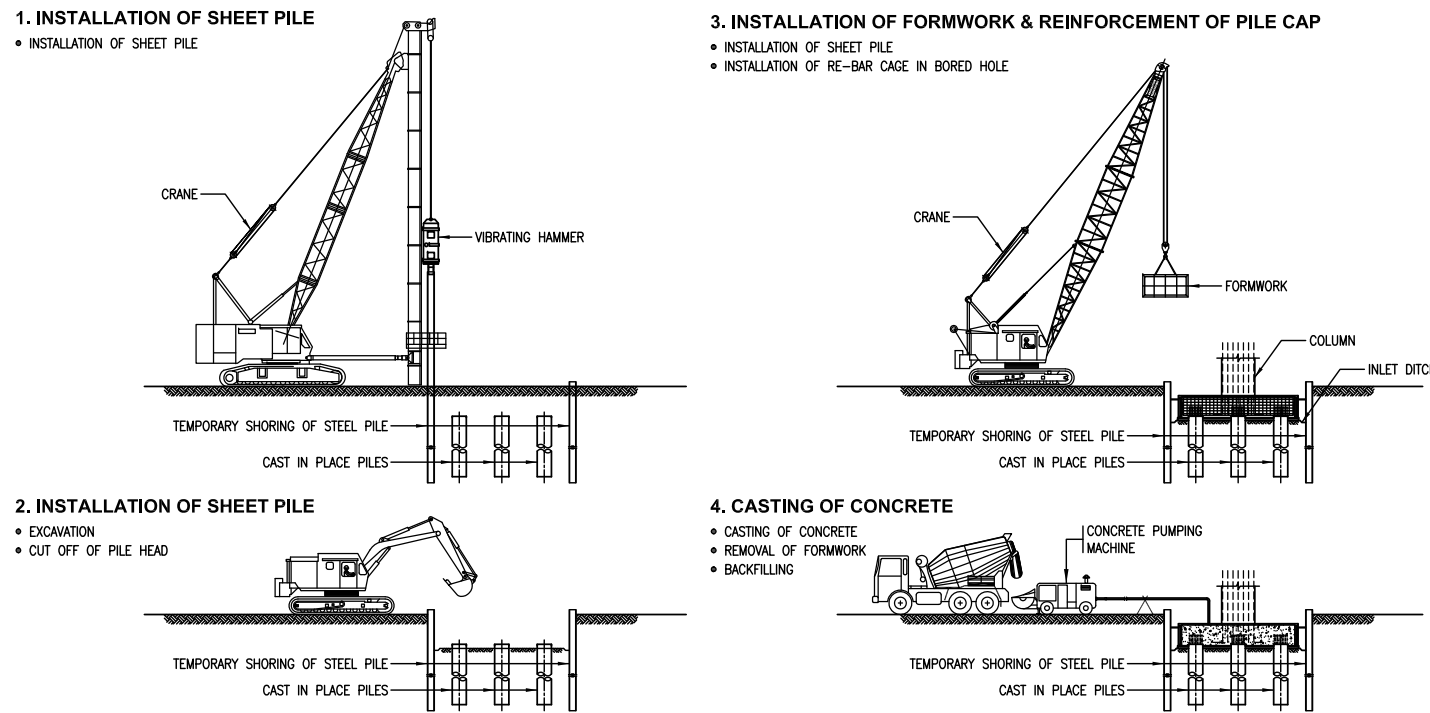 1. INSTALLATION OF SHEET PILE
• INSTALLATION OF SHEET PILE
CRANE
VIBRATING HAMMER
TEMPORARY SHORING OF STEEL PILE
CAST IN PLACE PILES
2. INSTALLATION OF SHEET PILE
• EXCAVATION
• CUT OFF OF PILE HEAD
TEMPORARY SHORING OF STEEL PILE
CAST IN PLACE PILES
3. INSTALLATION OF FORMWORK & REINFORCEMENT OF PILE CAP
• INSTALLATION OF SHEET PILE
• INSTALLATION OF RE-BAR CAGE IN BORED HOLE
CRANE
FORMWORK
COLUMN
INLET DITC
TEMPORARY SHORING OF STEEL PILE
CAST IN PLACE PILES
4. CASTING OF CONCRETE
• CASTING OF CONCRETE
• REMOVAL OF FORMWORK
• BACKFILLING
CONCRETE PUMPING
MACHINE
TEMPORARY SHORING OF STEEL PILE
CAST IN PLACE PILES